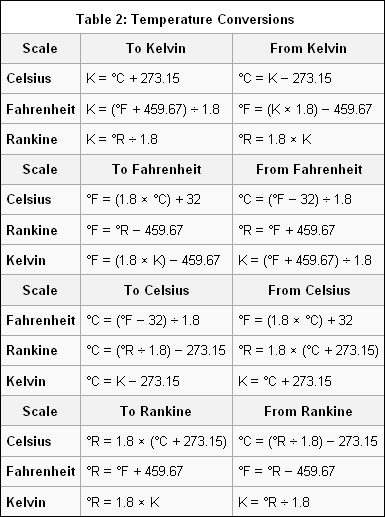 Table 2: Temperature Conversions
Scale To Kelvin From Kelvin
Celsius K = °C + 273.15 °C = K – 273.15
Fahrenheit K = (°F + 459.67) ÷ 1.8 °F = (K × 1.8) – 459.67
Rankine K = °R ÷ 1.8 °R = 1.8 × K
Scale To Fahrenheit From Fahrenheit
Celsius °F = (1.8 × °C) + 32 °C = (°F – 32) ÷ 1.8
Rankine °F = °R – 459.67 °R = °F + 459.67
Kelvin °F = (1.8 × K) – 459.67 K = (°F + 459.67) ÷ 1.8
Scale To Celsius From Celsius
Fahrenheit °C = (°F – 32) ÷ 1.8 °F = (1.8 × °C) + 32
Rankine °C = (°R ÷ 1.8) – 273.15 °R = 1.8 × (°C + 273.15)
Kelvin °C = K – 273.15 K = °C + 273.15
Scale To Rankine From Rankine
Celsius °R = 1.8 × (°C + 273.15) °C = (°R ÷ 1.8) – 273.15
Fahrenheit °R = °F + 459.67 °F = °R – 459.67
Kelvin °R = 1.8 × K K = °R ÷ 1.8